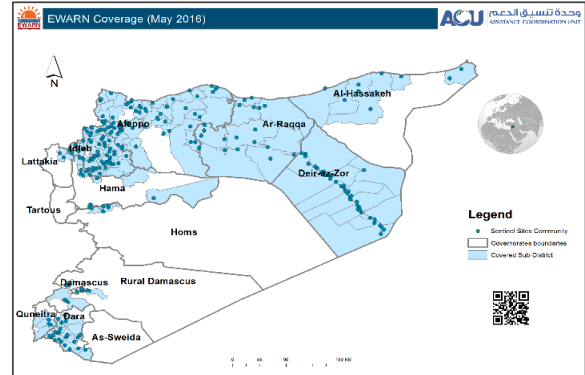 EWARN
EWARN Coverage (May 2016)
ACU
وحدة تنسيق الدعم
ASSISTANCE COORDINATION UNIT
N
Al-Hassakeh
Aleppo
Ar-Raqqa
Idleb
Lattakia
Deir-ez-Zor
Hama
Tartous
Homs
Damascus
Rural Damascus
Quneitra
Dara
As-Sweida
Legend
Sentinel Sites Community
Governorates boundaries
Covered Sub-District